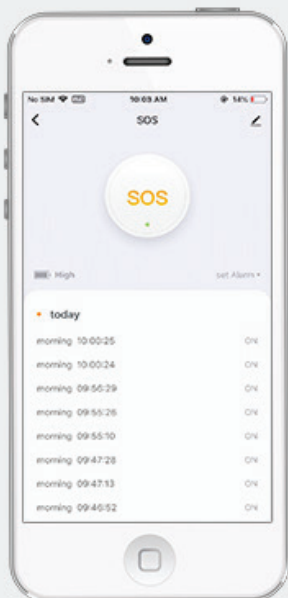 No SIM 10:03 AM 14%
SOS
SOS
High set Alarm
today
morning 10:00:25 ON
morning 10:00:24 ON
morning 09:56:29 ON
morning 09:55:26 ON
morning 09:55:10 ON
morning 09:47:28 ON
morning 09:47:13 ON
morning 09:46:52 ON